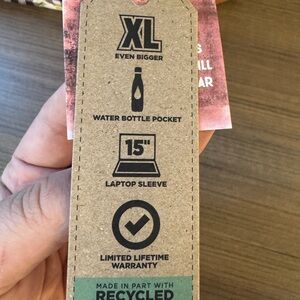 XL
EVEN BIGGER
WATER BOTTLE POCKET
15"
LAPTOP SLEEVE
LIMITED LIFETIME
WARRANTY
MADE IN PART WITH
RECYCLED